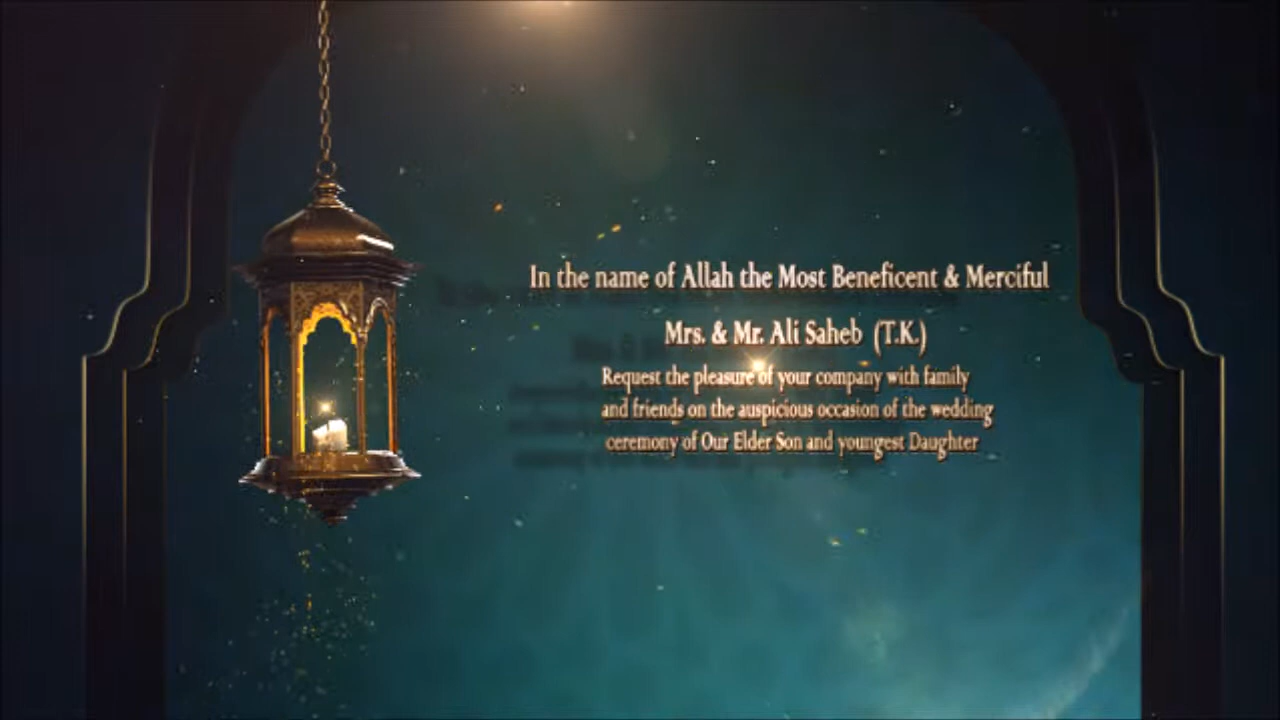 In the name of Allah the Most Beneficent & Merciful
Mrs. & Mr. Ali Saheb (T.K.)
Request the pleasure of your company with family
and friends on the auspicious occasion of the wedding
ceremony of Our Elder Son and youngest Daughter